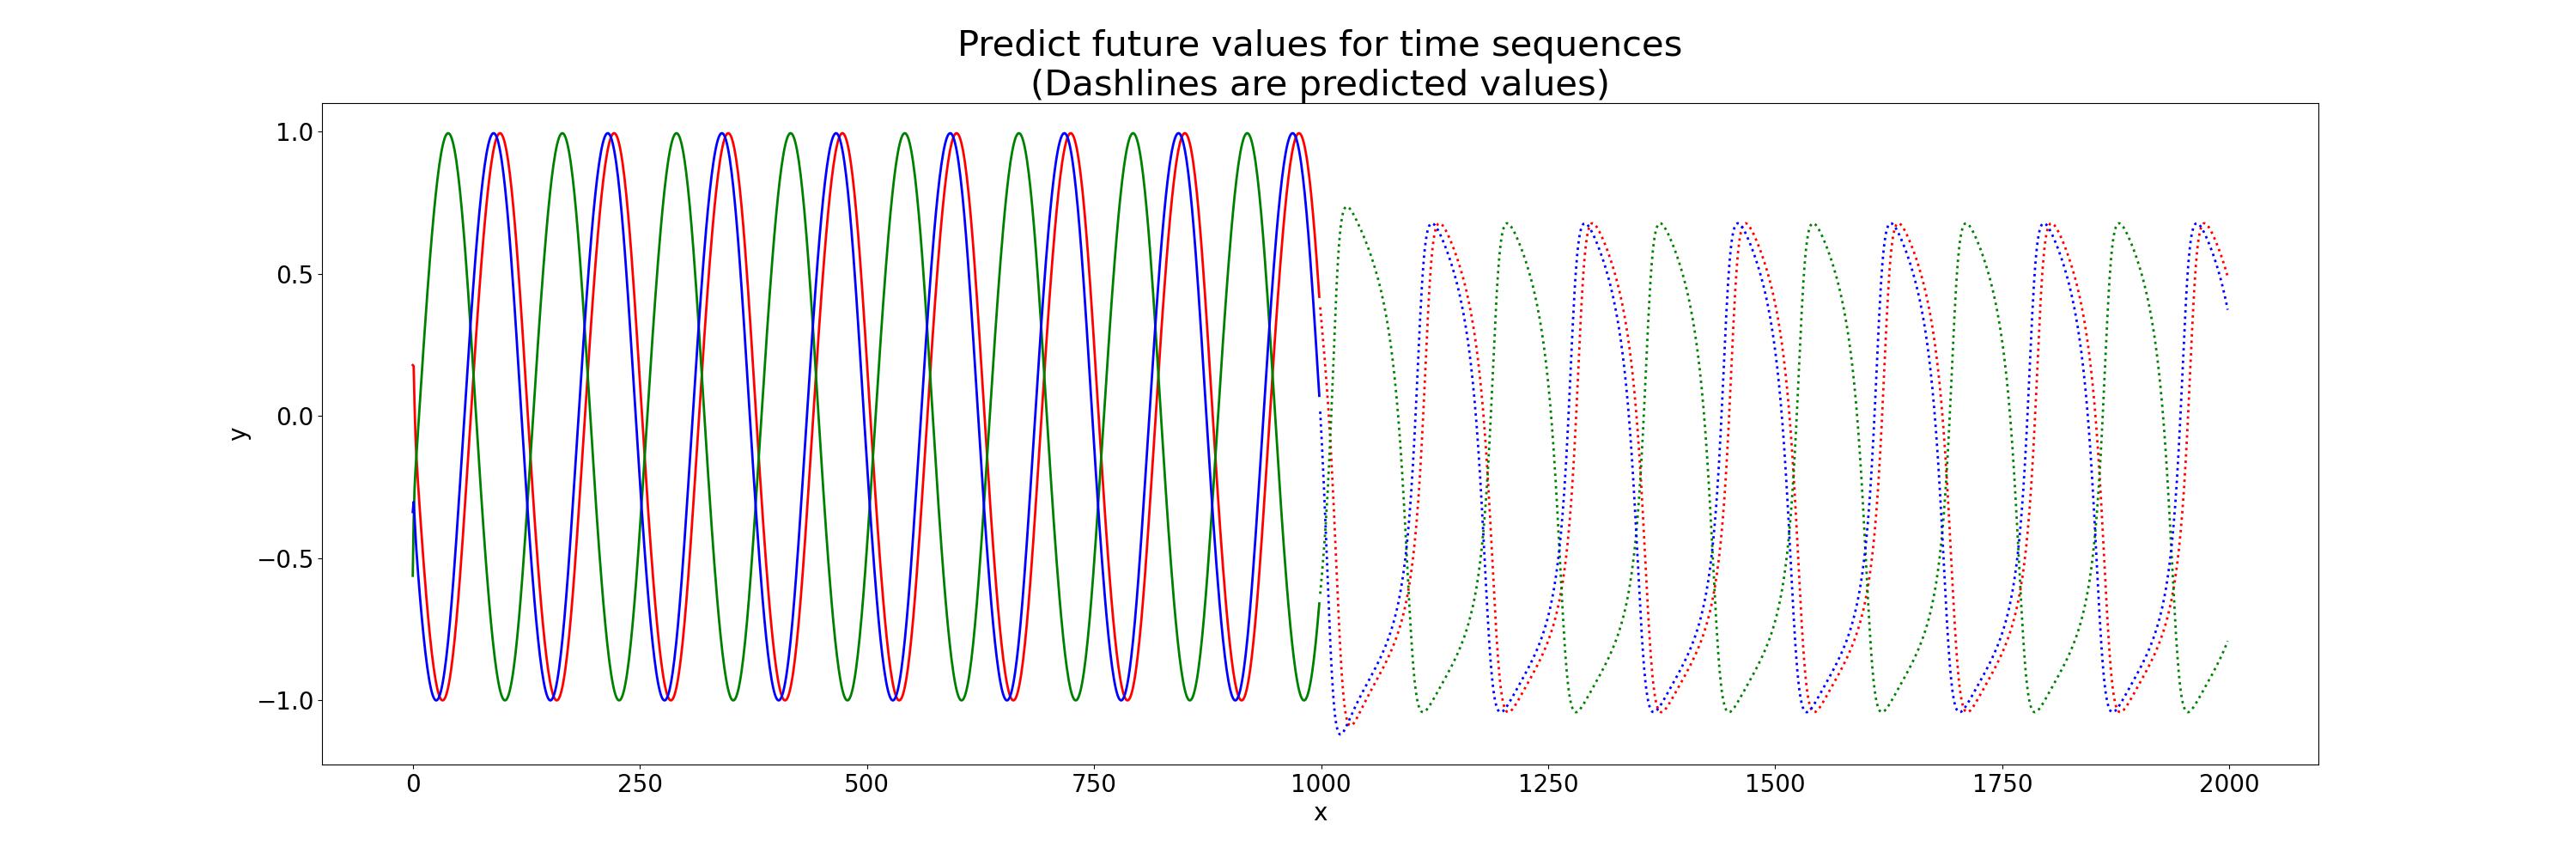 Predict future values for time sequences
(Dashlines are predicted values)
1.0
0.5
0.0
−0.5
−1.0
y
0 250 500 750 1000 1250 1500 1750 2000
x